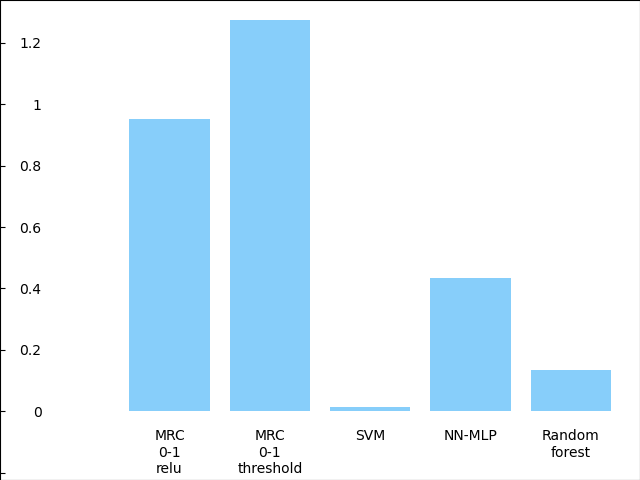 1.2
1
0.8
0.6
0.4
0.2
0
MRC
0-1
relu
MRC
0-1
threshold
SVM
NN-MLP
Random
forest